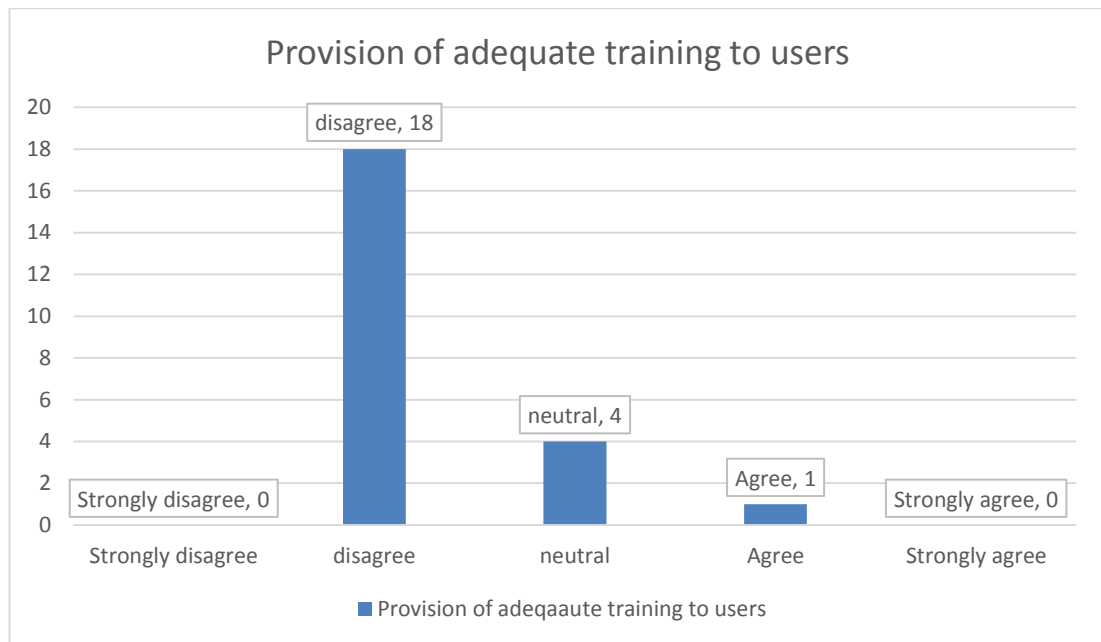 Provision of adequate training to users
20
18
16
14
12
10
8
6
4
2
0
Strongly disagree, 0
disagree, 18
neutral, 4
Agree, 1
Strongly agree, 0
Strongly disagree
disagree
neutral
Agree
Strongly agree
Provision of adeqaaute training to users